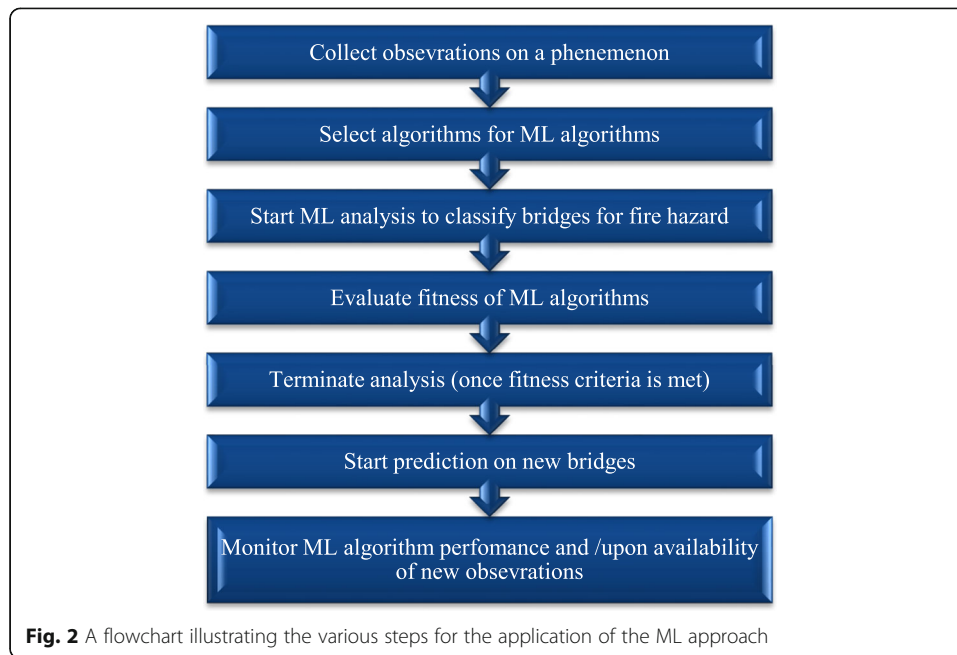 Collect obsevrations on a phenemenon
Select algorithms for ML algorithms
Start ML analysis to classify bridges for fire hazard
Evaluate fitness of ML algorithms
Terminate analysis (once fitness criteria is met)
Start prediction on new bridges
Monitor ML algorithm perfomance and /upon availability
of new obsevrations
Fig. 2 A flowchart illustrating the various steps for the application of the ML approach